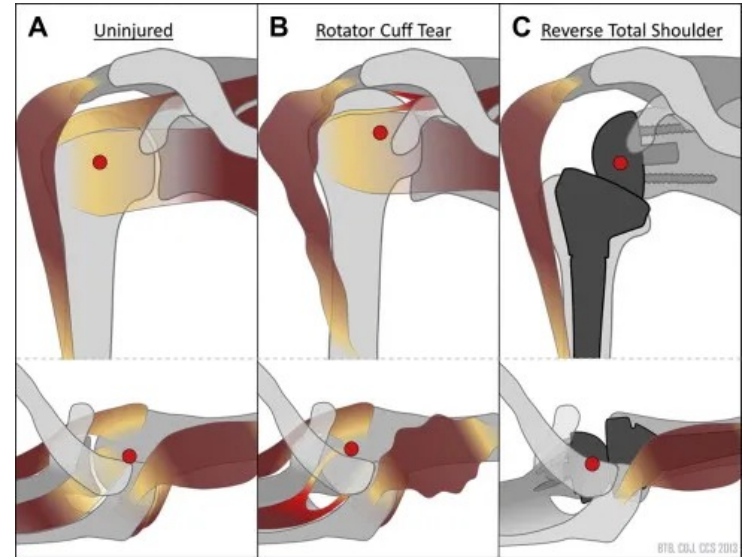 A Uninjured
B Rotator Cuff Tear
C Reverse Total Shoulder
BTB, CDJ, CCS 2013